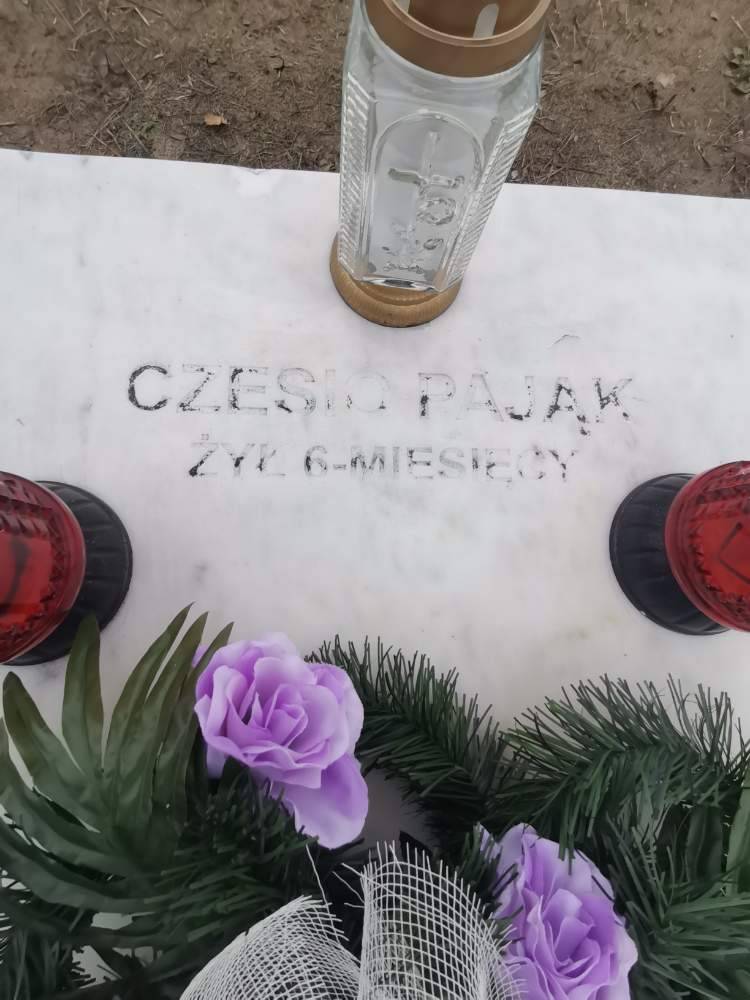 CZESIO PAJĄK
ŻYŁ 6-MIESIĘCY